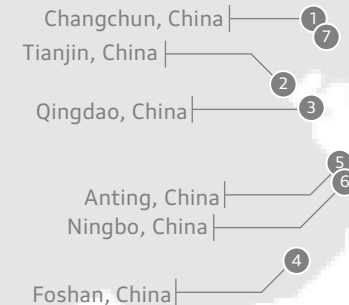 Changchun, China
1
7
Tianjin, China
2
Qingdao, China
3
5
6
Anting, China
Ningbo, China
4
Foshan, China